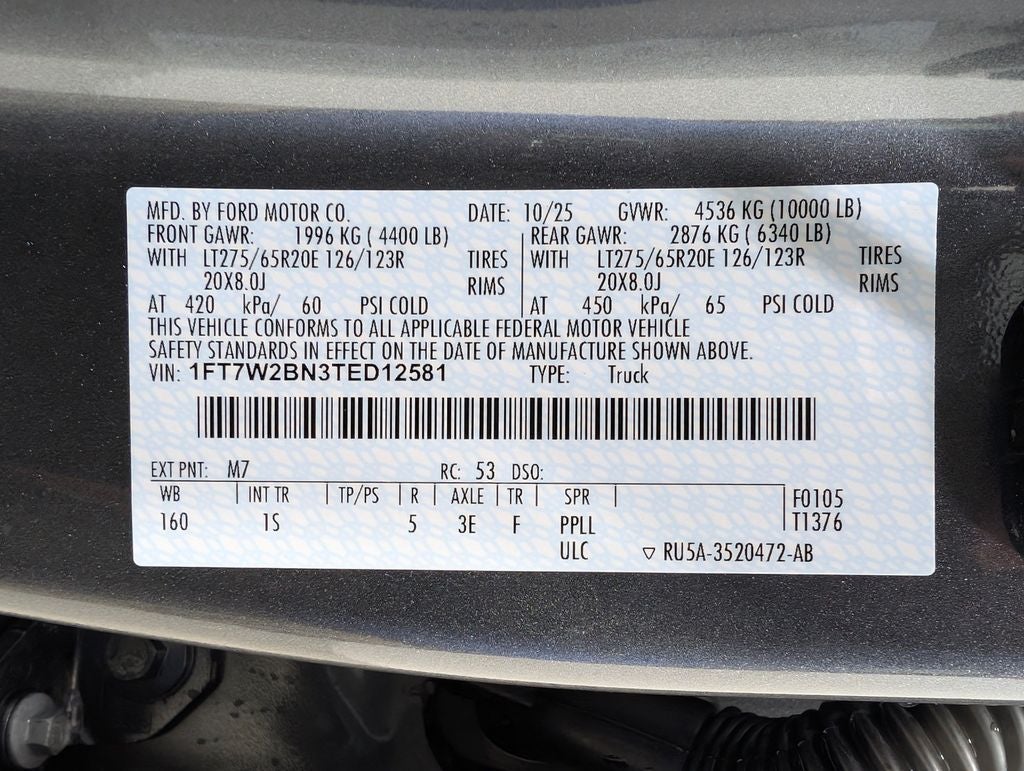 MFD. BY FORD MOTOR CO. DATE: 10/25 GVWR: 4536 KG (10000 LB)
FRONT GAWR: 1996 KG ( 4400 LB) REAR GAWR: 2876 KG ( 6340 LB)
WITH LT275/65R20E 126/123R TIRES WITH LT275/65R20E 126/123R TIRES
20X8.0J RIMS 20X8.0J RIMS
AT 420 kPa/ 60 PSI COLD AT 450 kPa/ 65 PSI COLD
THIS VEHICLE CONFORMS TO ALL APPLICABLE FEDERAL MOTOR VEHICLE
SAFETY STANDARDS IN EFFECT ON THE DATE OF MANUFACTURE SHOWN ABOVE.
VIN: 1FT7W2BN3TED12581 TYPE: Truck
EXT PNT: M7 RC: 53 DSO:
WB INT TR TP/PS R AXLE TR SPR F0105
160 1S 5 3E F PPLL T1376
ULC ▽ RU5A-3520472-AB